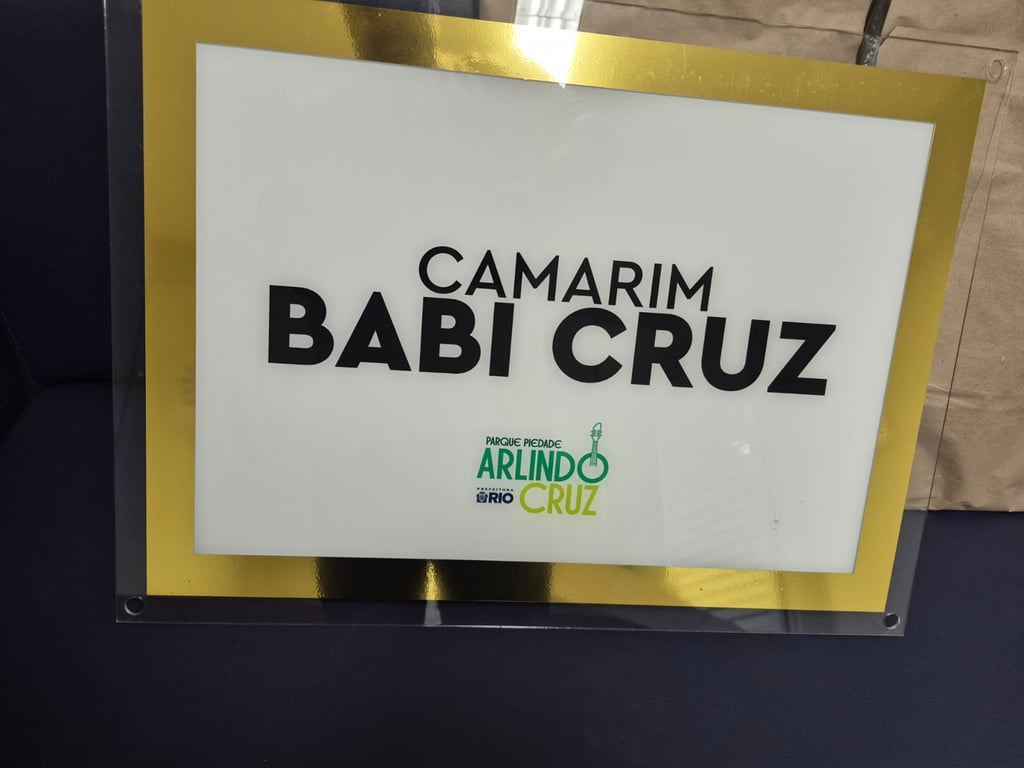 CAMARIM
BABI CRUZ
PARQUE PIEDADE
ARLINDO
PREFEITURA
RIO
CRUZ